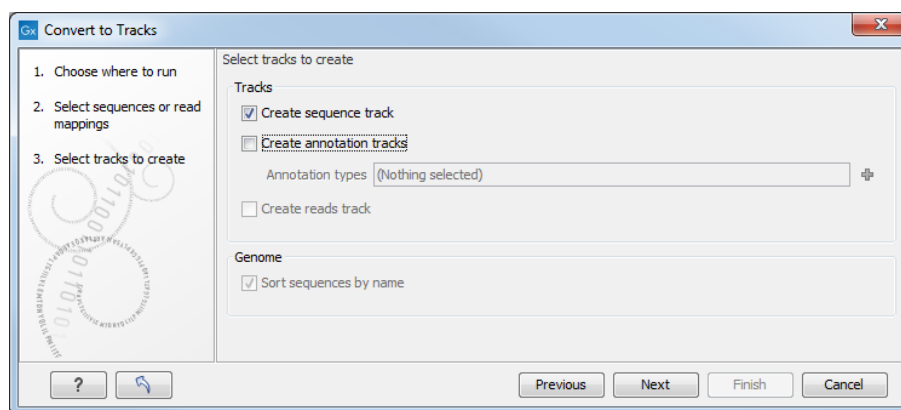 Gx Convert to Tracks
X
1. Choose where to run
2. Select sequences or read
mappings
3. Select tracks to create
Select tracks to create
Tracks
Create sequence track
Create annotation tracks
Annotation types (Nothing selected)
Create reads track
Genome
Sort sequences by name
?
Previous Next Finish Cancel